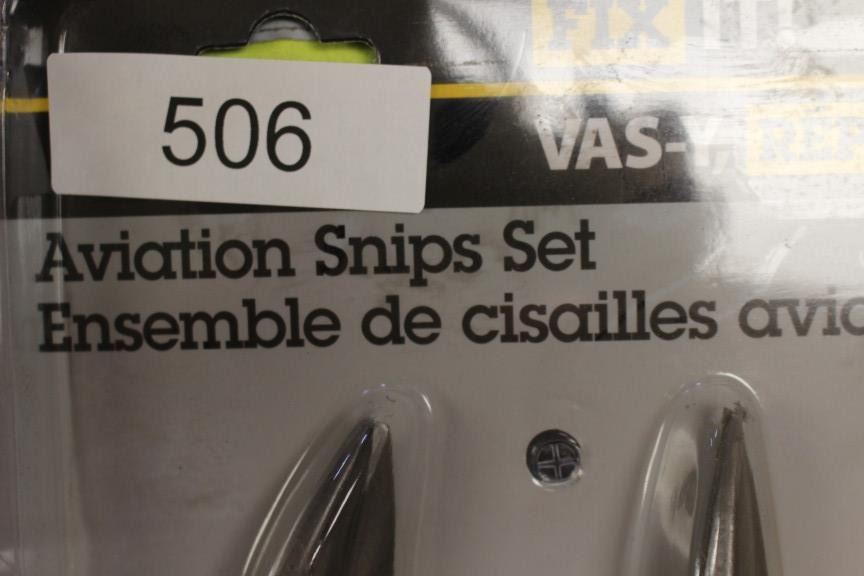 FIX IT!
506
VAS-Y,
Aviation Snips Set
Ensemble de cisailles